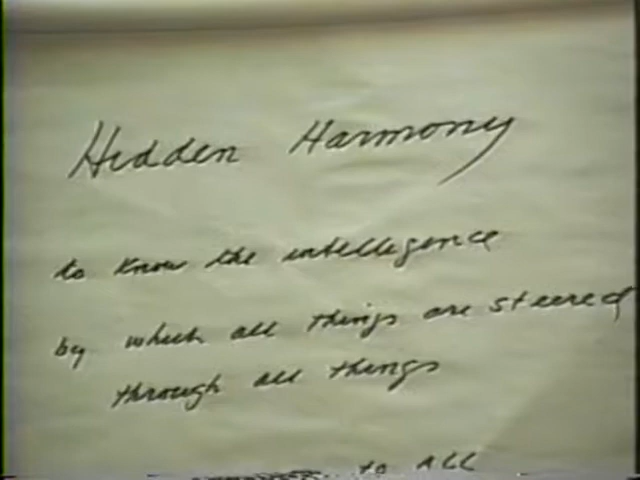 Hidden Harmony
to know the intelligence
by which all things are steered
through all things
to ALL